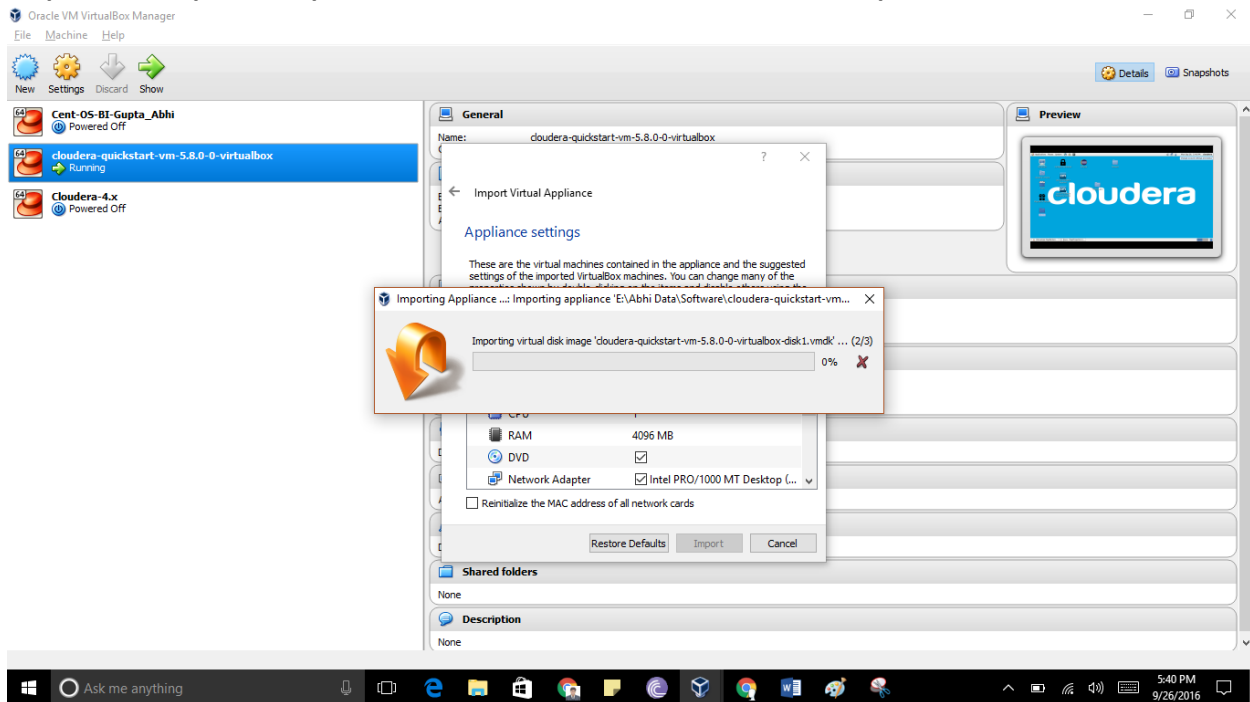 Oracle VM VirtualBox Manager
File Machine Help
New Settings Discard Show
Details Snapshots
64 Cent-OS-BI-Gupta_Abhi
Powered Off
64 cloudera-quickstart-vm-5.8.0-0-virtualbox
Running
64 Cloudera-4.x
Powered Off
General
Name: cloudera-quickstart-vm-5.8.0-0-virtualbox
Preview
cloudera
?
Import Virtual Appliance
Appliance settings
These are the virtual machines contained in the appliance and the suggested
settings of the imported VirtualBox machines. You can change many of the
Importing Appliance ...: Importing appliance 'E:\Abhi Data\Software\cloudera-quickstart-vm...
Importing virtual disk image 'cloudera-quickstart-vm-5.8.0-0-virtualbox-disk1.vmdk' ... (2/3)
0%
CPU 1
RAM 4096 MB
DVD
Network Adapter Intel PRO/1000 MT Desktop (...
Reinitialize the MAC address of all network cards
Restore Defaults Import Cancel
Shared folders
None
Description
None
Ask me anything
5:40 PM
9/26/2016